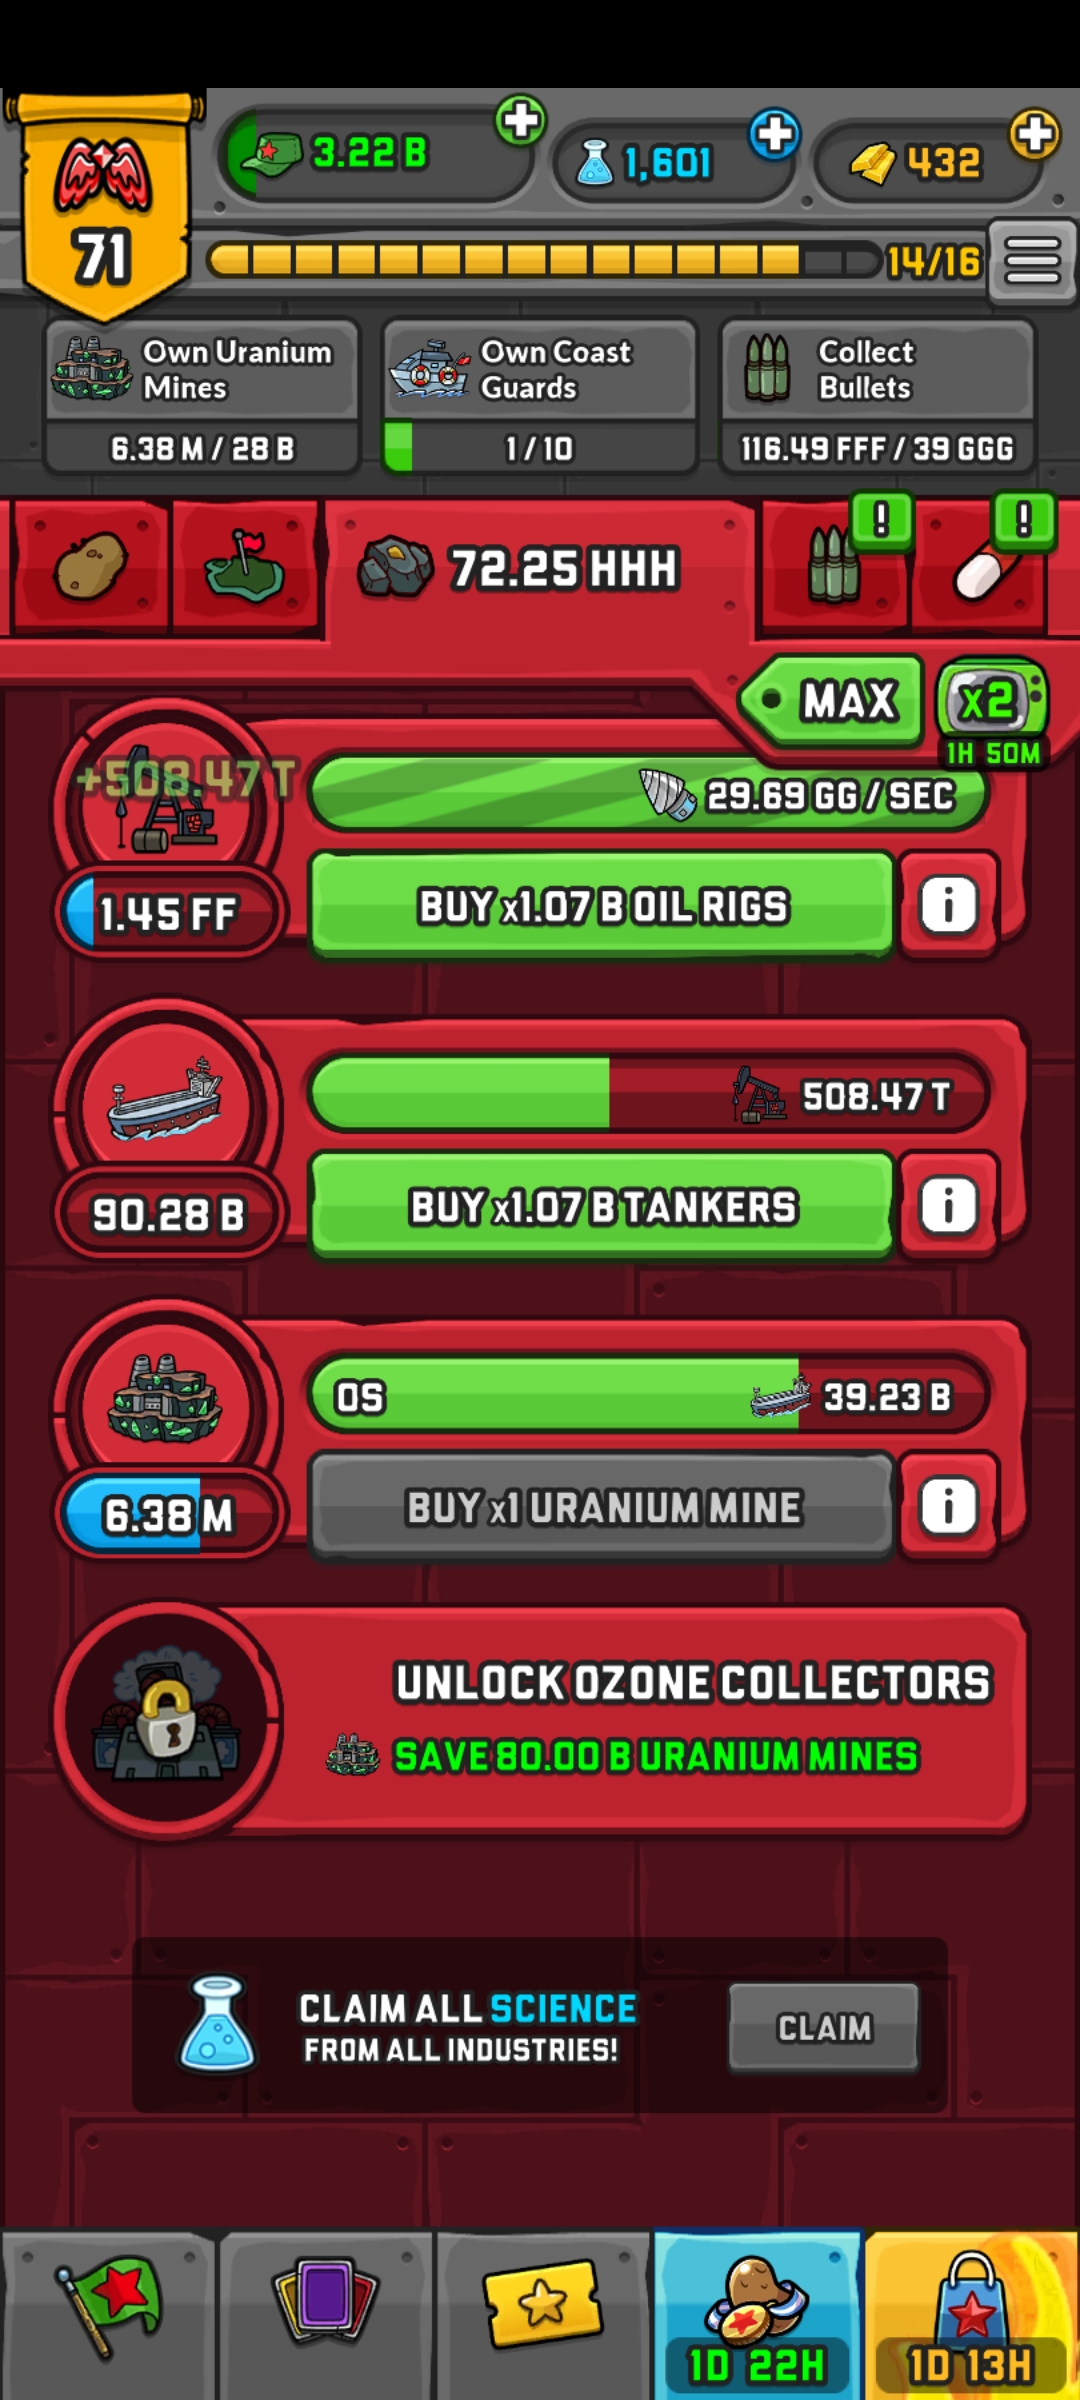 3.22 B
1,601
432
71
14/16
Own Uranium
Mines
6.38 M / 28 B
Own Coast
Guards
1 / 10
Collect
Bullets
116.49 FFF / 39 GGG
72.25 HHH
!
!
MAX
x2
1H 50M
+508.47 T
29.69 GG / SEC
1.45 FF
BUY x1.07 B OIL RIGS
i
508.47 T
90.28 B
BUY x1.07 B TANKERS
i
0S
39.23 B
6.38 M
BUY x1 URANIUM MINE
i
UNLOCK OZONE COLLECTORS
SAVE 80.00 B URANIUM MINES
CLAIM ALL SCIENCE
FROM ALL INDUSTRIES!
CLAIM
1D 22H
1D 13H